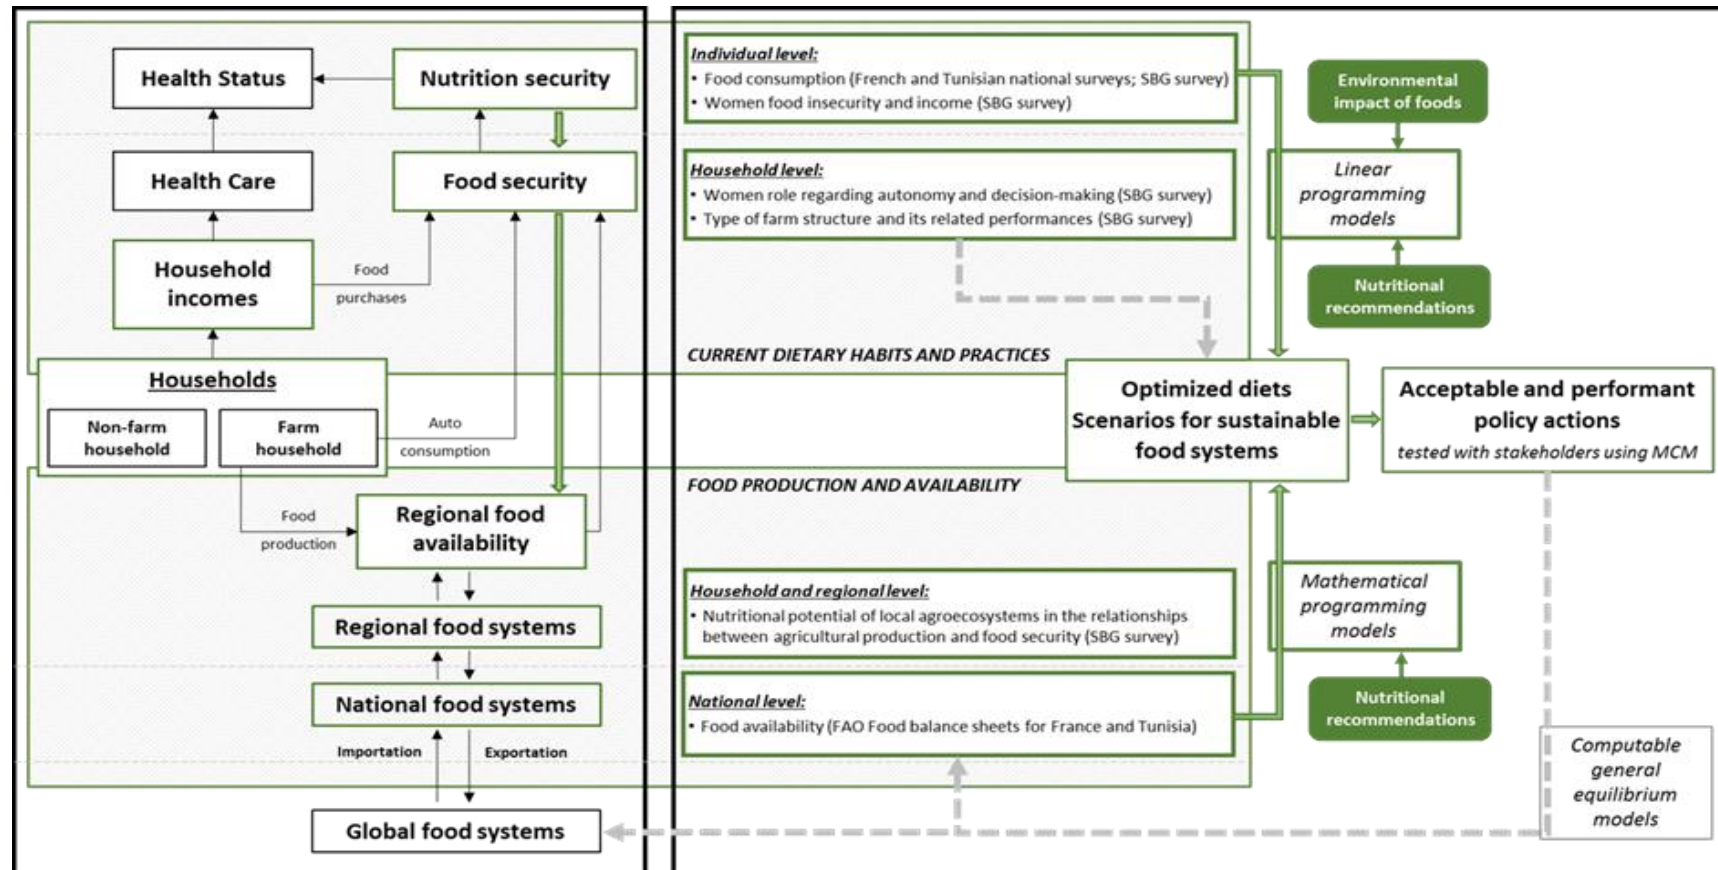 Health Status
Nutrition security
Health Care
Food security
Household
incomes
Food
purchases
Households
Non-farm
household
Farm
household
Auto
consumption
Food
production
Regional food
availability
Regional food systems
National food systems
Importation
Exportation
Global food systems
Individual level:
• Food consumption (French and Tunisian national surveys; SBG survey)
• Women food insecurity and income (SBG survey)
Household level:
• Women role regarding autonomy and decision-making (SBG survey)
• Type of farm structure and its related performances (SBG survey)
CURRENT DIETARY HABITS AND PRACTICES
FOOD PRODUCTION AND AVAILABILITY
Household and regional level:
• Nutritional potential of local agroecosystems in the relationships
between agricultural production and food security (SBG survey)
National level:
• Food availability (FAO Food balance sheets for France and Tunisia)
Environmental
impact of foods
Linear
programming
models
Nutritional
recommendations
Optimized diets
Scenarios for sustainable
food systems
Acceptable and performant
policy actions
tested with stakeholders using MCM
Mathematical
programming
models
Nutritional
recommendations
Computable
general
equilibrium
models